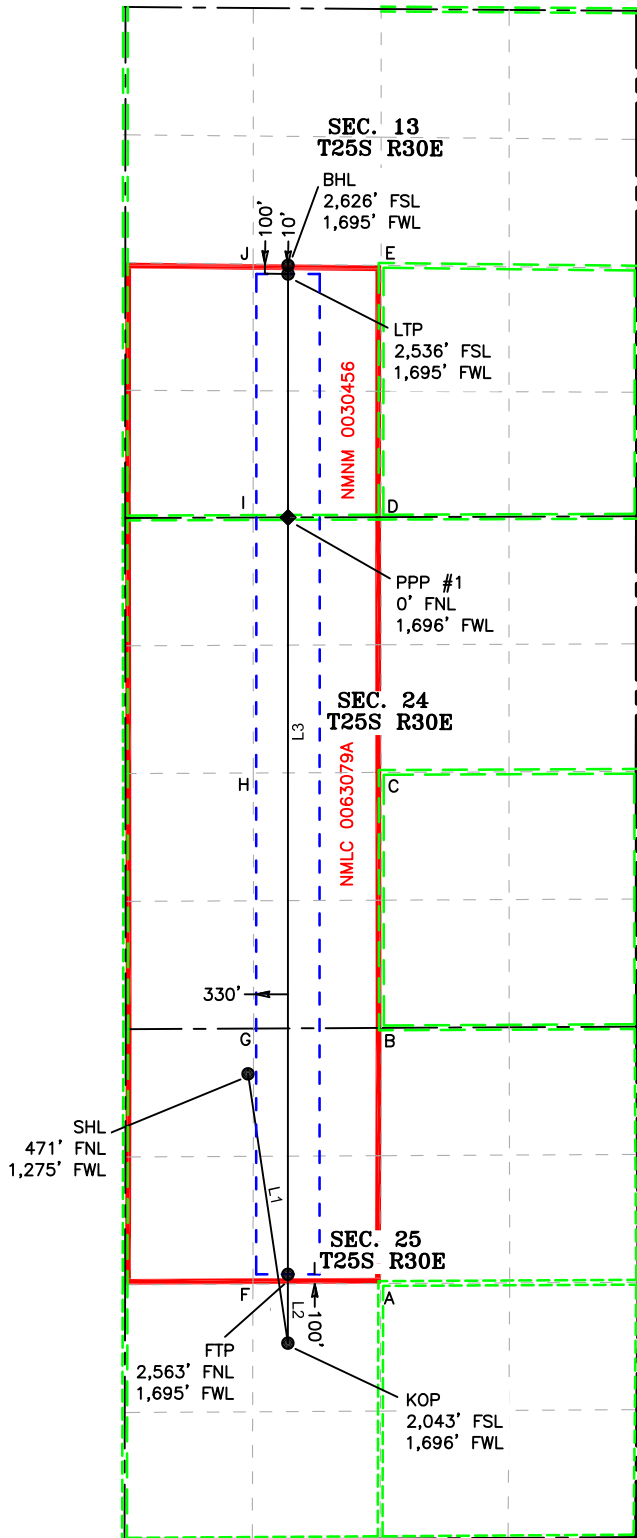 SEC. 13
T25S R30E
BHL
2,626' FSL
1,695' FWL
100'
10'
J
E
LTP
2,536' FSL
1,695' FWL
NMNM 0030456
I
D
PPP #1
0' FNL
1,696' FWL
SEC. 24
T25S R30E
L3
H
C
NMLC 0063079A
330'
G
B
SHL
471' FNL
1,275' FWL
L1
SEC. 25
T25S R30E
F
A
L2
100'
FTP
2,563' FNL
1,695' FWL
KOP
2,043' FSL
1,696' FWL